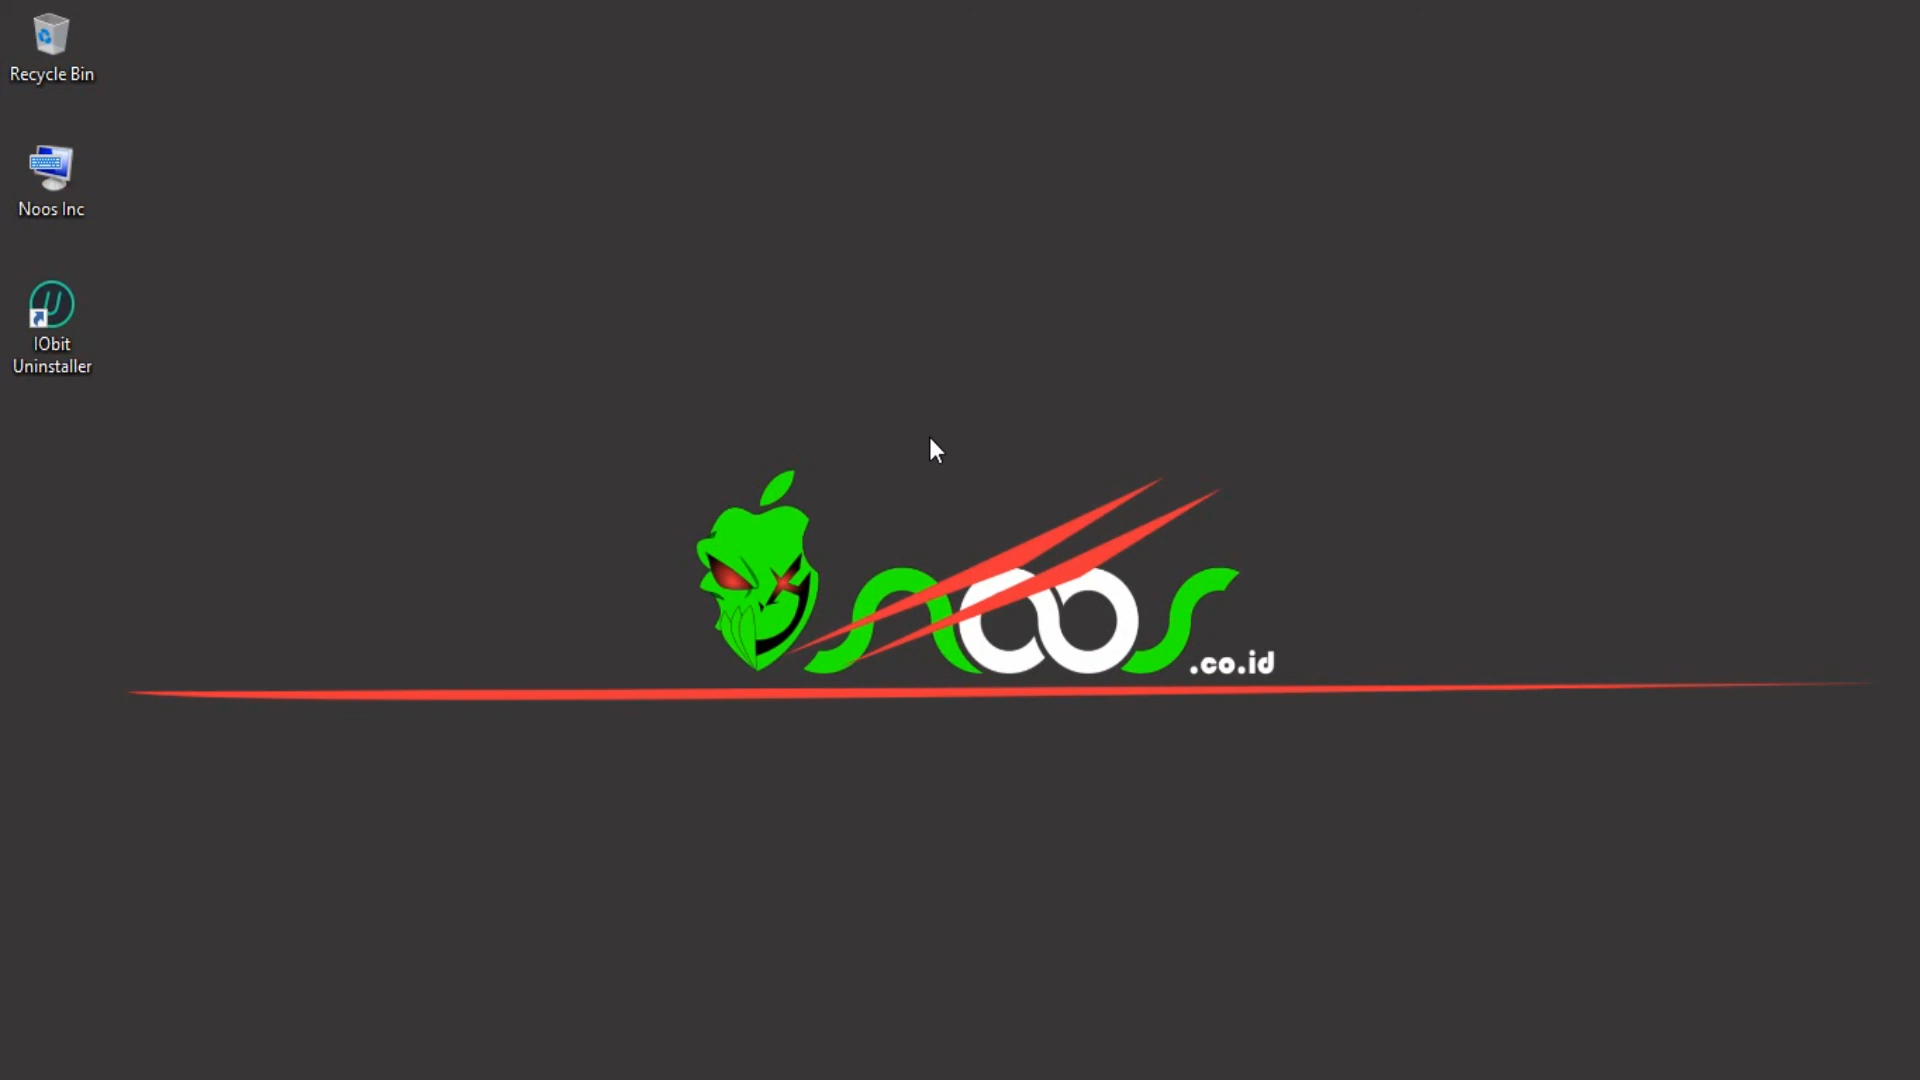 Recycle Bin
Noos Inc
IObit
Uninstaller
noos
.co.id